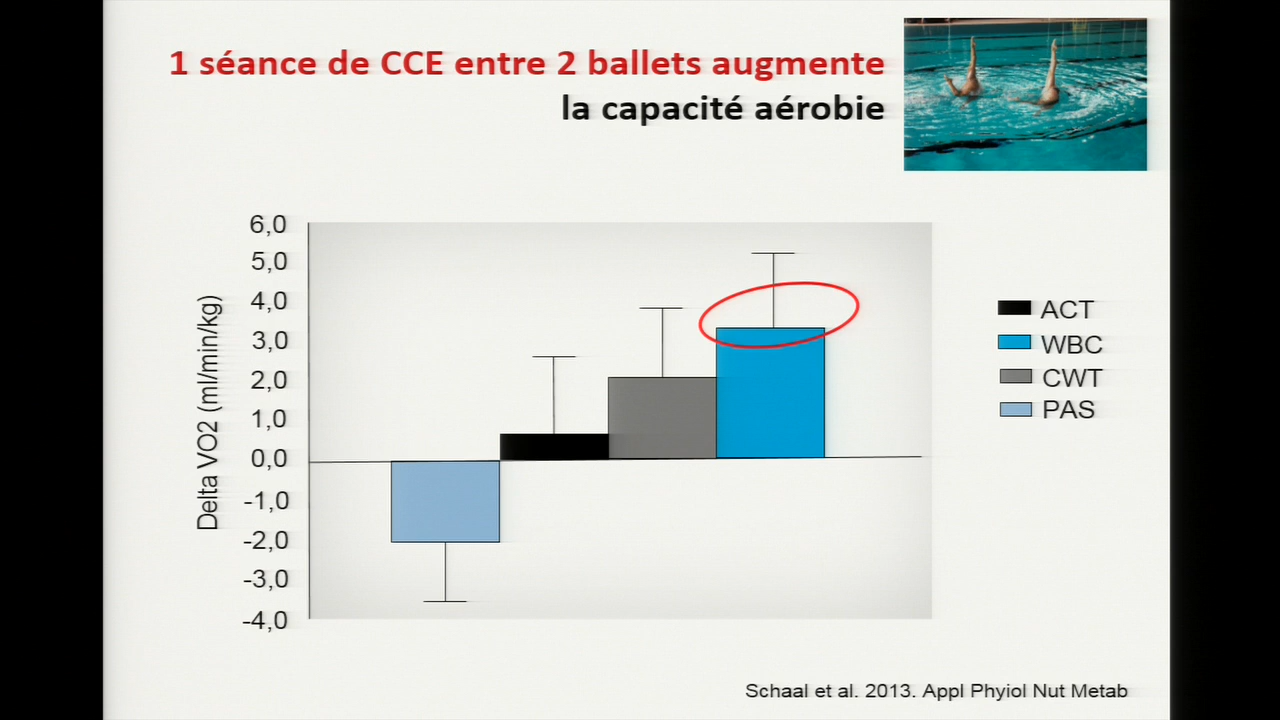 1 séance de CCE entre 2 ballets augmente
la capacité aérobie
6,0
5,0
4,0
3,0
2,0
1,0
0,0
-1,0
-2,0
-3,0
-4,0
Delta VO2 (ml/min/kg)
ACT
WBC
CWT
PAS
Schaal et al. 2013. Appl Phyiol Nut Metab